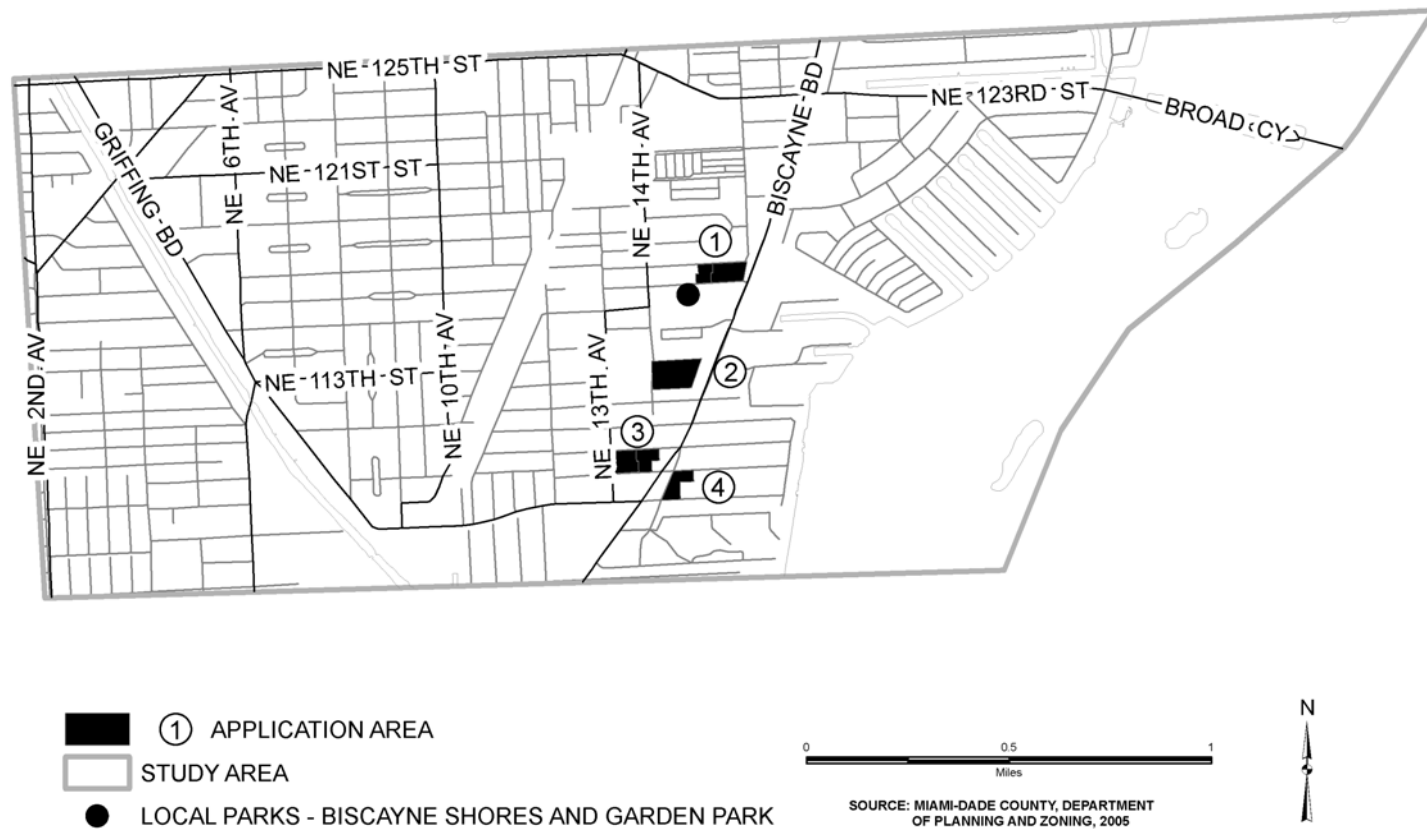 NE 125TH ST
NE 123RD ST
BROAD CY
BISCAYNE BD
GRIFFING BD
NE 6TH AV
NE 121ST ST
NE 14TH AV
1
NE 2ND AV
NE 113TH ST
NE 10TH AV
NE 13TH AV
2
3
4
1 APPLICATION AREA
STUDY AREA
LOCAL PARKS - BISCAYNE SHORES AND GARDEN PARK
0 0.5 1
Miles
SOURCE: MIAMI-DADE COUNTY, DEPARTMENT
OF PLANNING AND ZONING, 2005
N